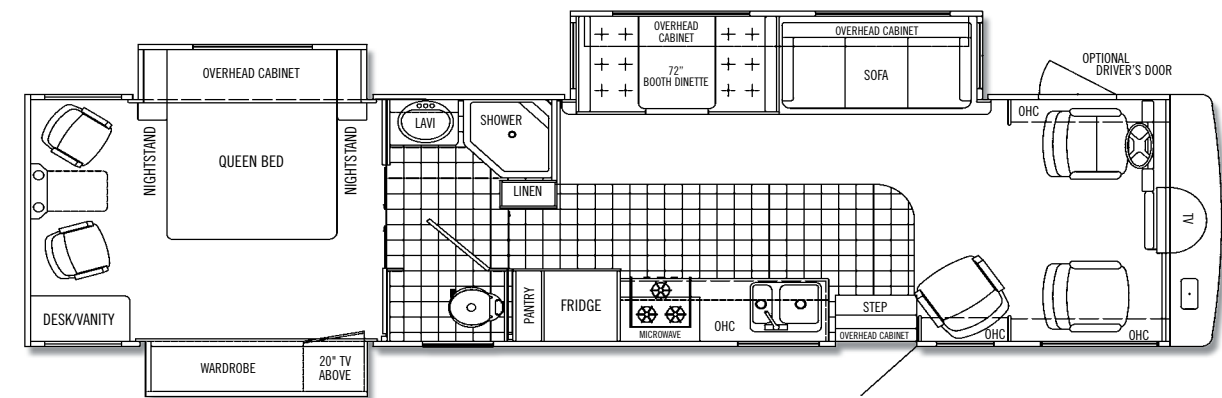 OVERHEAD CABINET
NIGHTSTAND
QUEEN BED
NIGHTSTAND
DESK/VANITY
WARDROBE
20" TV
ABOVE
LAVI
SHOWER
LINEN
PANTRY
FRIDGE
MICROWAVE
OHC
OVERHEAD
CABINET
72"
BOOTH DINETTE
OVERHEAD CABINET
SOFA
STEP
OVERHEAD CABINET
OPTIONAL
DRIVER'S DOOR
OHC
TV
OHC
OHC